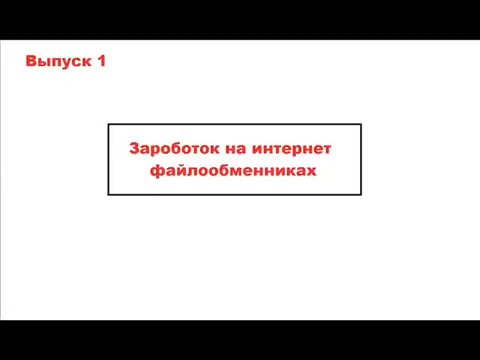 Выпуск 1
Зароботок на интернет
файлообменниках